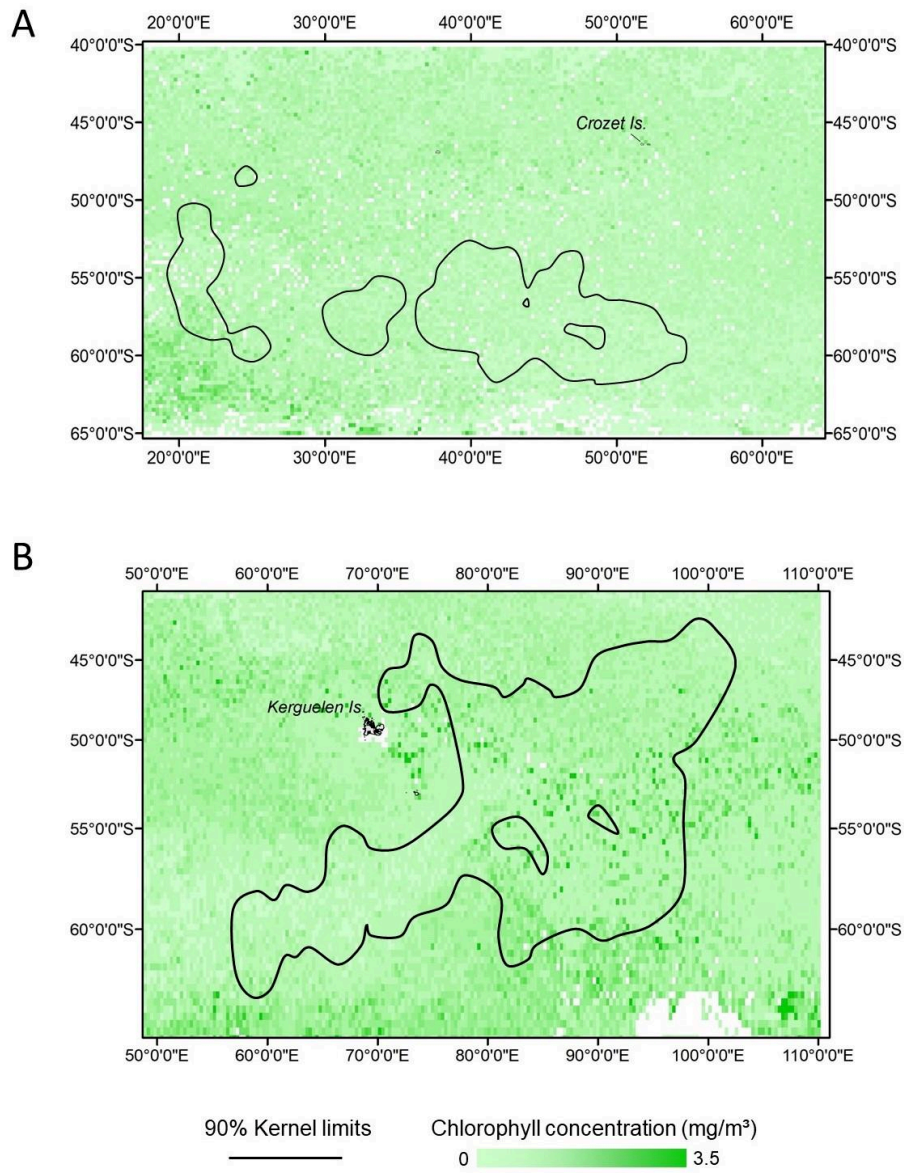 A
20°0'0"E 30°0'0"E 40°0'0"E 50°0'0"E 60°0'0"E
40°0'0"S 40°0'0"S
45°0'0"S Crozet Is. 45°0'0"S
50°0'0"S 50°0'0"S
55°0'0"S 55°0'0"S
60°0'0"S 60°0'0"S
65°0'0"S 65°0'0"S
20°0'0"E 30°0'0"E 40°0'0"E 50°0'0"E 60°0'0"E
B
50°0'0"E 60°0'0"E 70°0'0"E 80°0'0"E 90°0'0"E 100°0'0"E 110°0'0"E
45°0'0"S 45°0'0"S
Kerguelen Is.
50°0'0"S 50°0'0"S
55°0'0"S 55°0'0"S
60°0'0"S 60°0'0"S
50°0'0"E 60°0'0"E 70°0'0"E 80°0'0"E 90°0'0"E 100°0'0"E 110°0'0"E
90% Kernel limits Chlorophyll concentration (mg/m³)
0 3.5